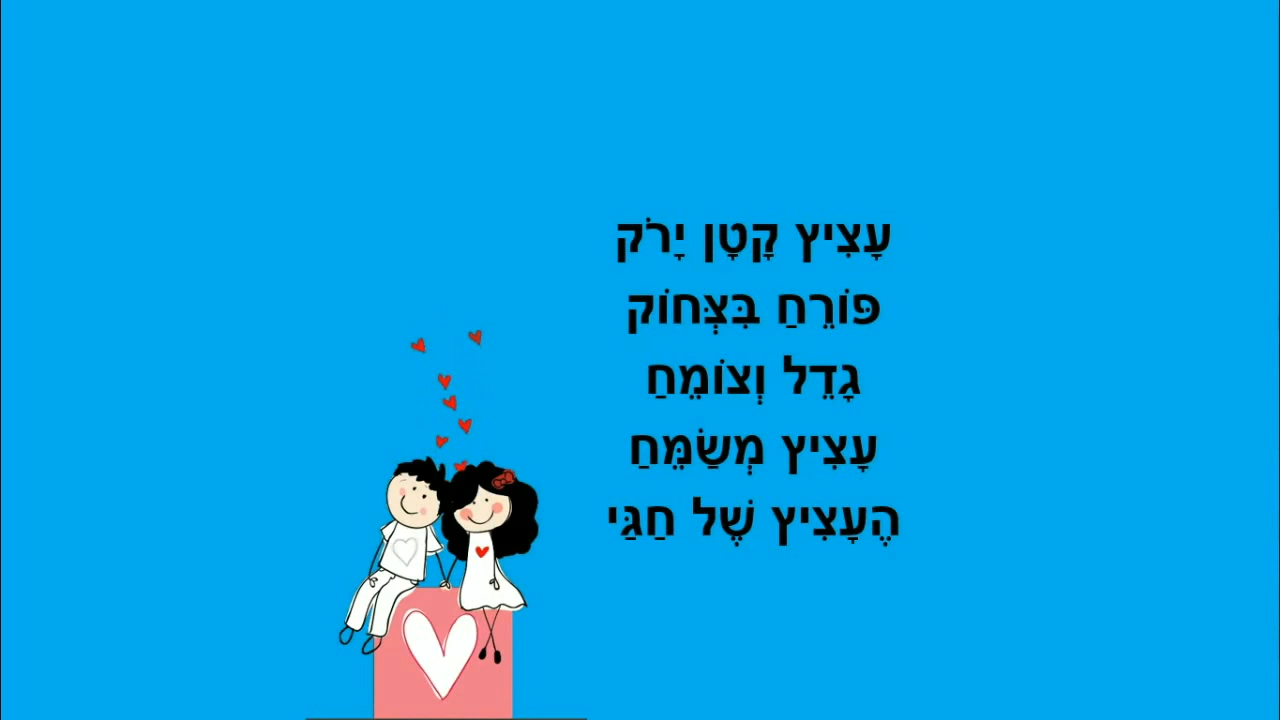 עָצִיץ קָטָן יָרֹק
פּוֹרֵחַ בִּצְּחוֹק
גָּדֵל וְצוֹמֵחַ
עָצִיץ מְשַׂמֵּחַ
הֶעָצִיץ שֶׁל חַגַּי